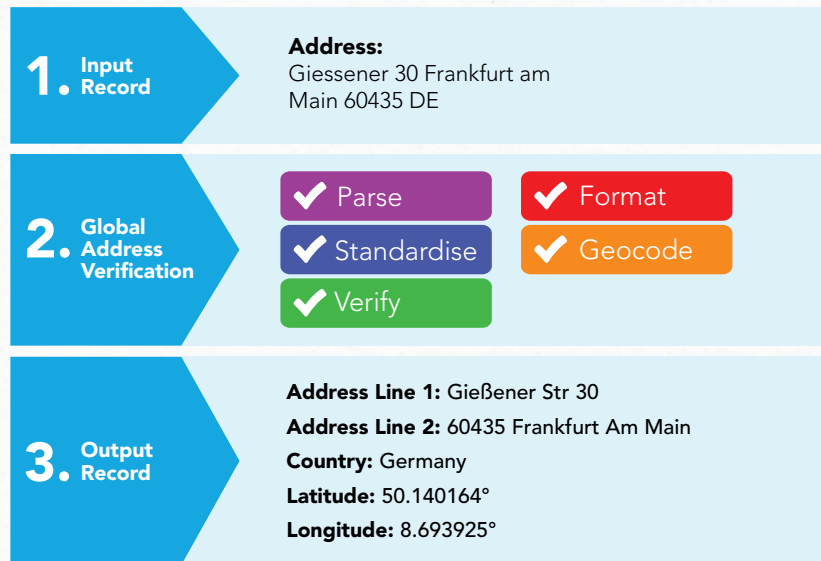 1. Input
Record
Address:
Giessener 30 Frankfurt am
Main 60435 DE
2. Global
Address
Verification
Parse
Format
Standardise
Geocode
Verify
3. Output
Record
Address Line 1: Gießener Str 30
Address Line 2: 60435 Frankfurt Am Main
Country: Germany
Latitude: 50.140164°
Longitude: 8.693925°